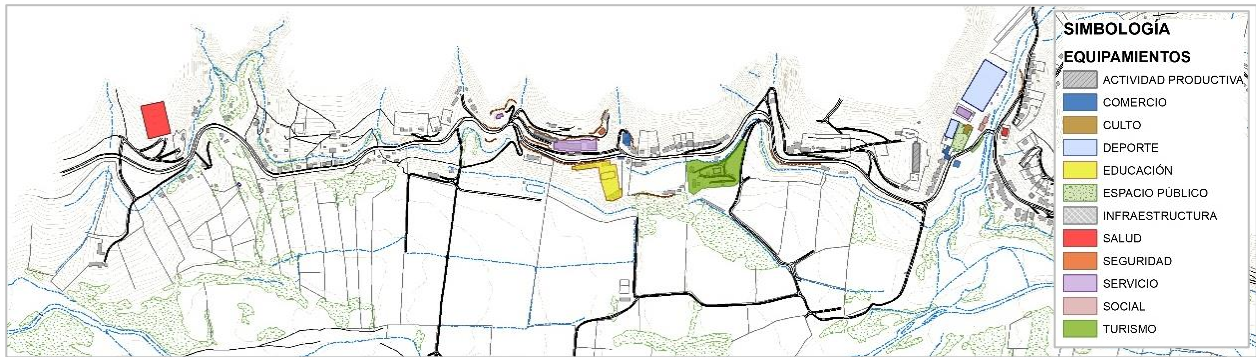 SIMBOLOGÍA
EQUIPAMIENTOS
ACTIVIDAD PRODUCTIVA
COMERCIO
CULTO
DEPORTE
EDUCACIÓN
ESPACIO PÚBLICO
INFRAESTRUCTURA
SALUD
SEGURIDAD
SERVICIO
SOCIAL
TURISMO